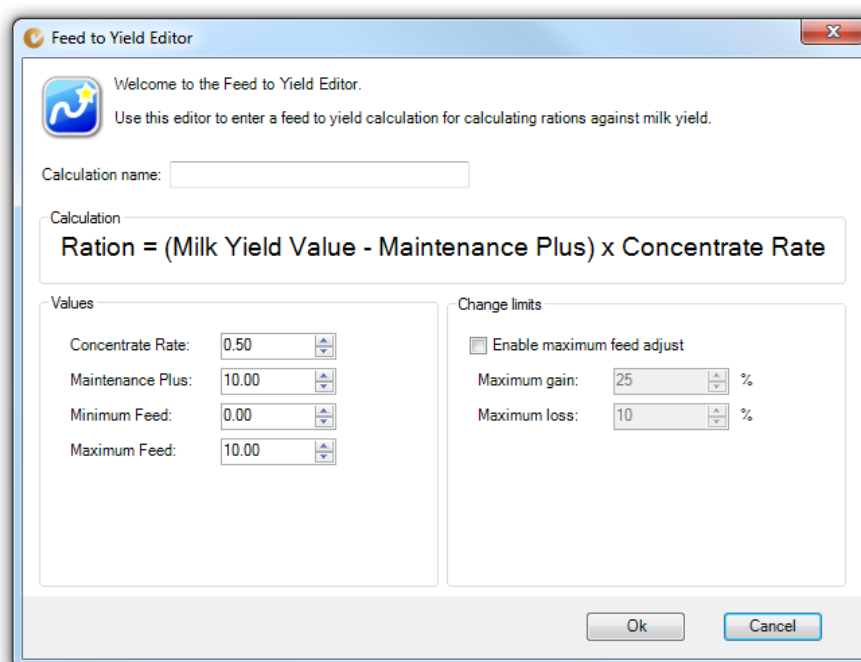 Feed to Yield Editor
Welcome to the Feed to Yield Editor.
Use this editor to enter a feed to yield calculation for calculating rations against milk yield.
Calculation name:
Calculation
Ration = (Milk Yield Value - Maintenance Plus) x Concentrate Rate
Values
Concentrate Rate: 0.50
Maintenance Plus: 10.00
Minimum Feed: 0.00
Maximum Feed: 10.00
Change limits
Enable maximum feed adjust
Maximum gain: 25 %
Maximum loss: 10 %
Ok Cancel